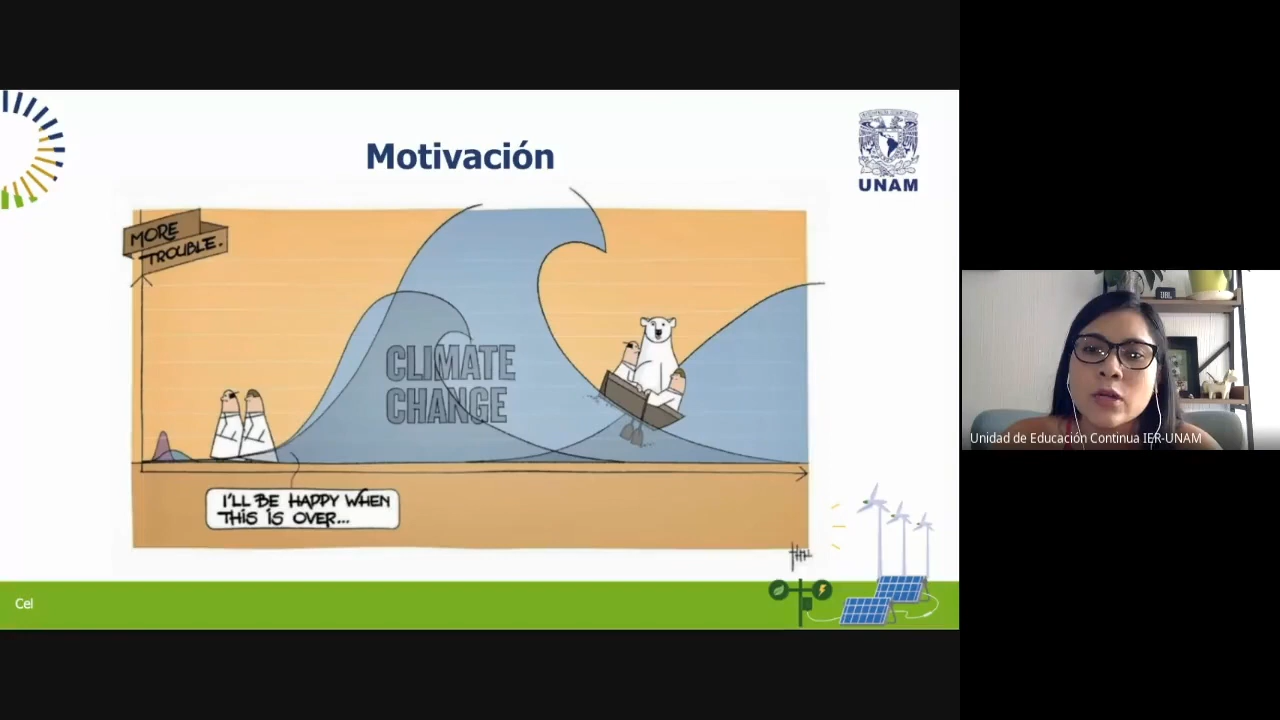 Motivación
UNAM
MORE
TROUBLE.
CLIMATE
CHANGE
I'LL BE HAPPY WHEN
THIS IS OVER...
Cel
DBL
Unidad de Educación Continua IER-UNAM